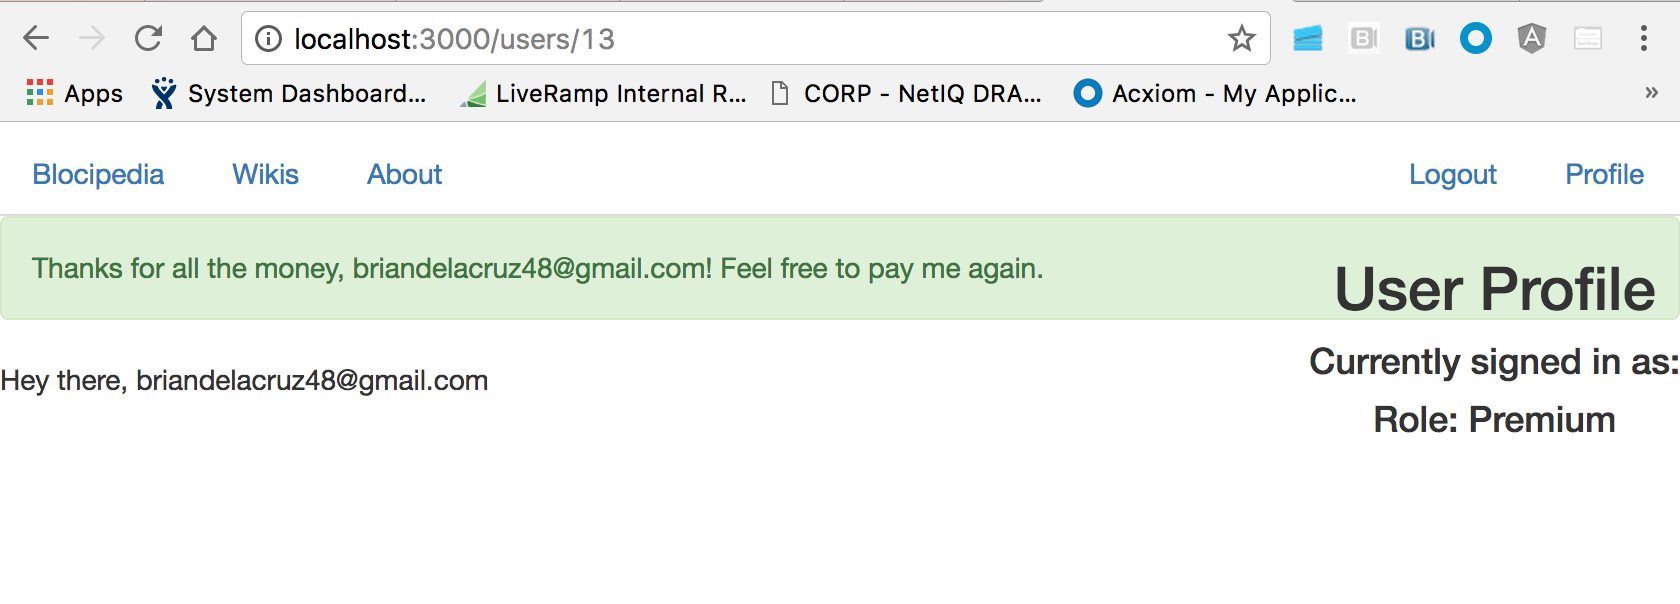 localhost:3000/users/13
Apps System Dashboard... LiveRamp Internal R... CORP - NetIQ DRA... Acxiom - My Applic... »
Blocipedia Wikis About Logout Profile
Thanks for all the money, briandelacruz48@gmail.com! Feel free to pay me again.
User Profile
Currently signed in as:
Hey there, briandelacruz48@gmail.com
Role: Premium